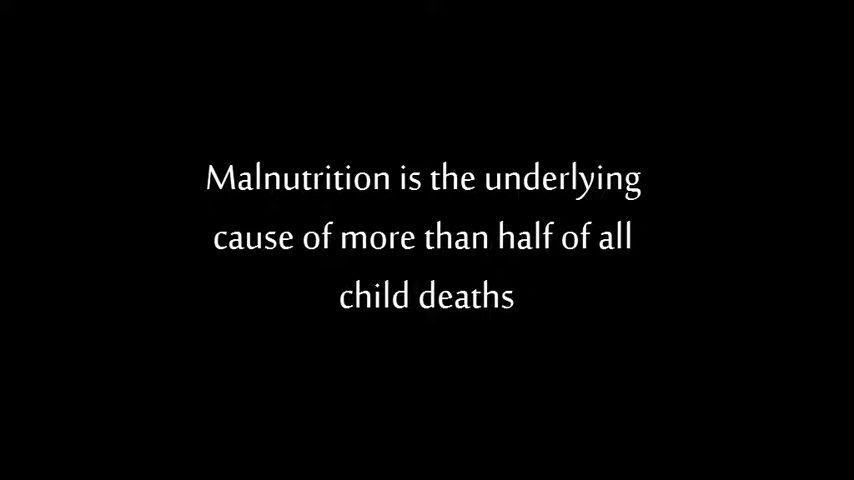 Malnutrition is the underlying
cause of more than half of all
child deaths